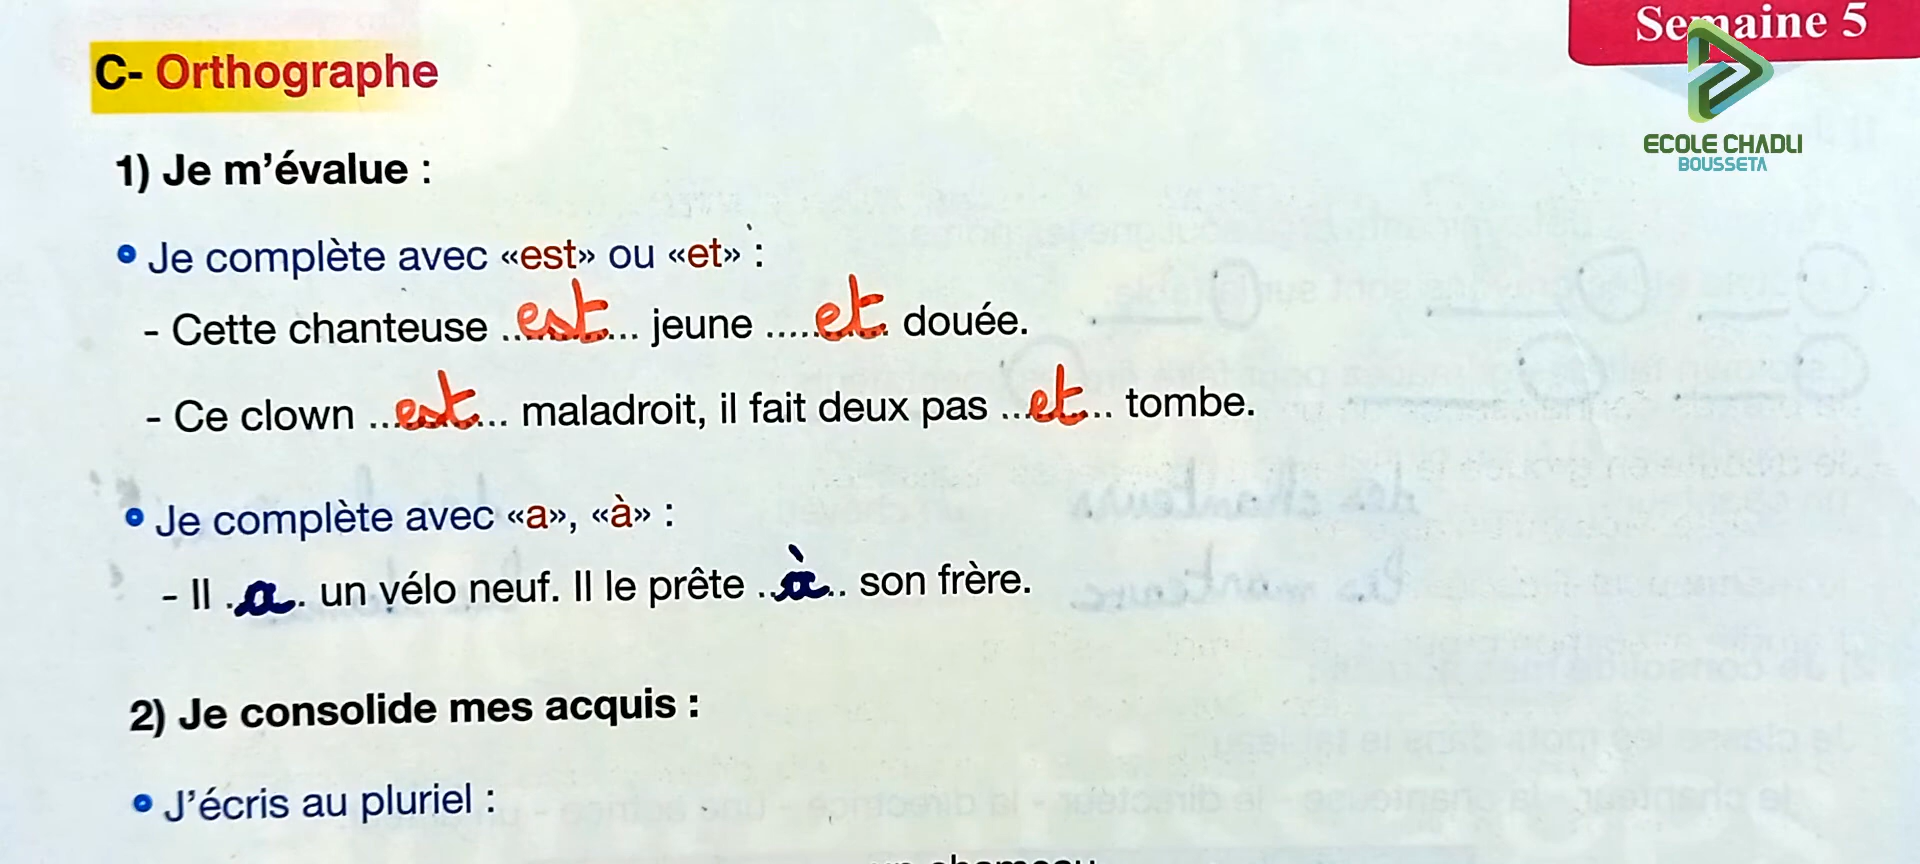 Semaine 5
ECOLE CHADLI
BOUSSETA
C- Orthographe
1) Je m'évalue :
• Je complète avec «est» ou «et» :
- Cette chanteuse ...est... jeune ...et... douée.
- Ce clown ...est... maladroit, il fait deux pas ...et... tombe.
• Je complète avec «a», «à» :
- Il .a.. un vélo neuf. Il le prête ..à.. son frère.
2) Je consolide mes acquis :
• J'écris au pluriel :